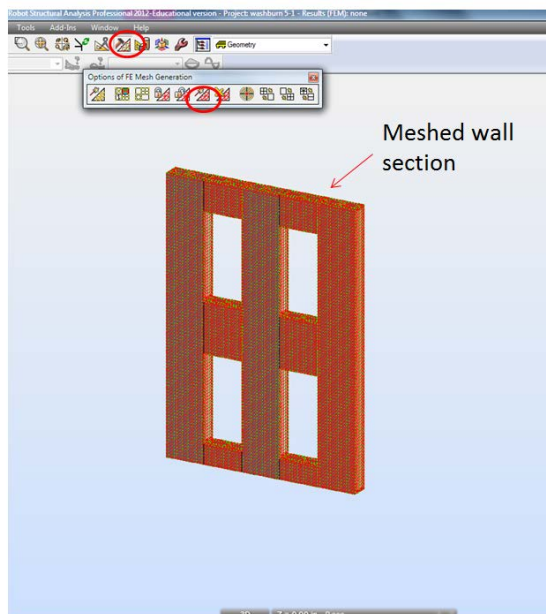 Robot Structural Analysis Professional 2012-Educational version - Project: washburn 5-1 - Results (FEM): none
Tools Add-Ins Window Help
Geometry
Options of FE Mesh Generation
Meshed wall
section